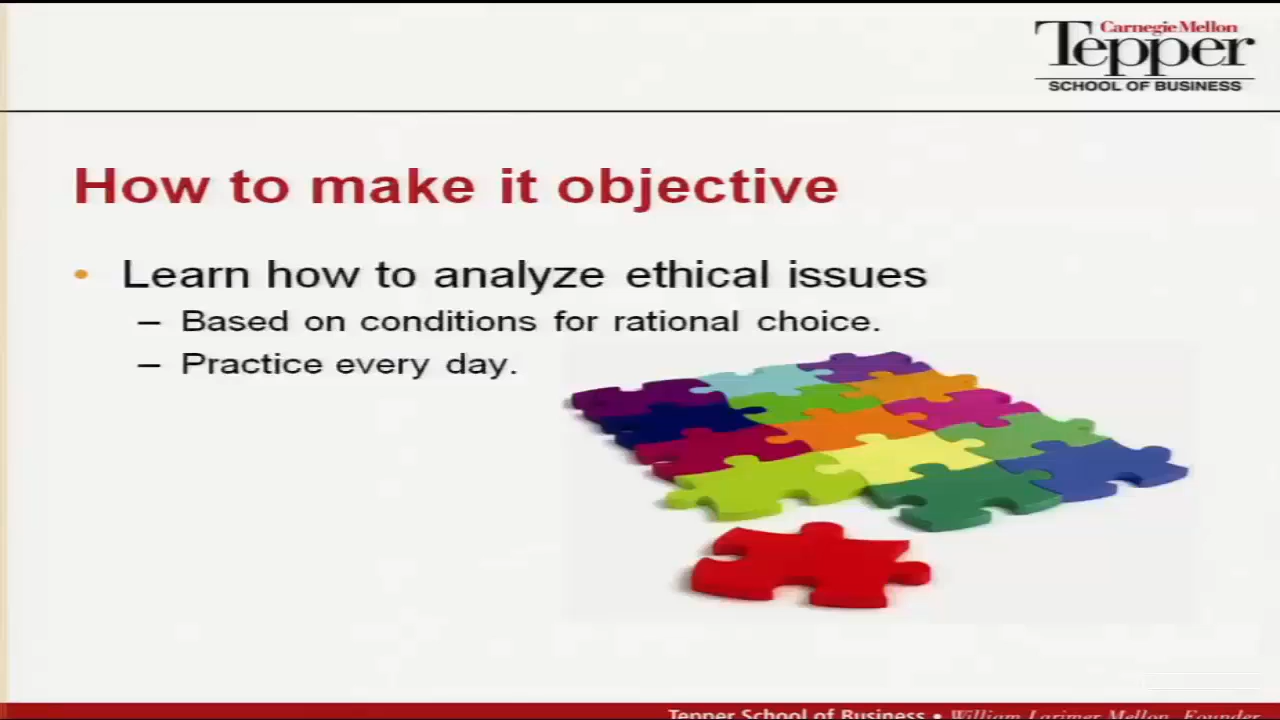 Carnegie Mellon
Tepper
SCHOOL OF BUSINESS
How to make it objective
• Learn how to analyze ethical issues
– Based on conditions for rational choice.
– Practice every day.
Tepper School of Business • William Larimer Mellon, Founder